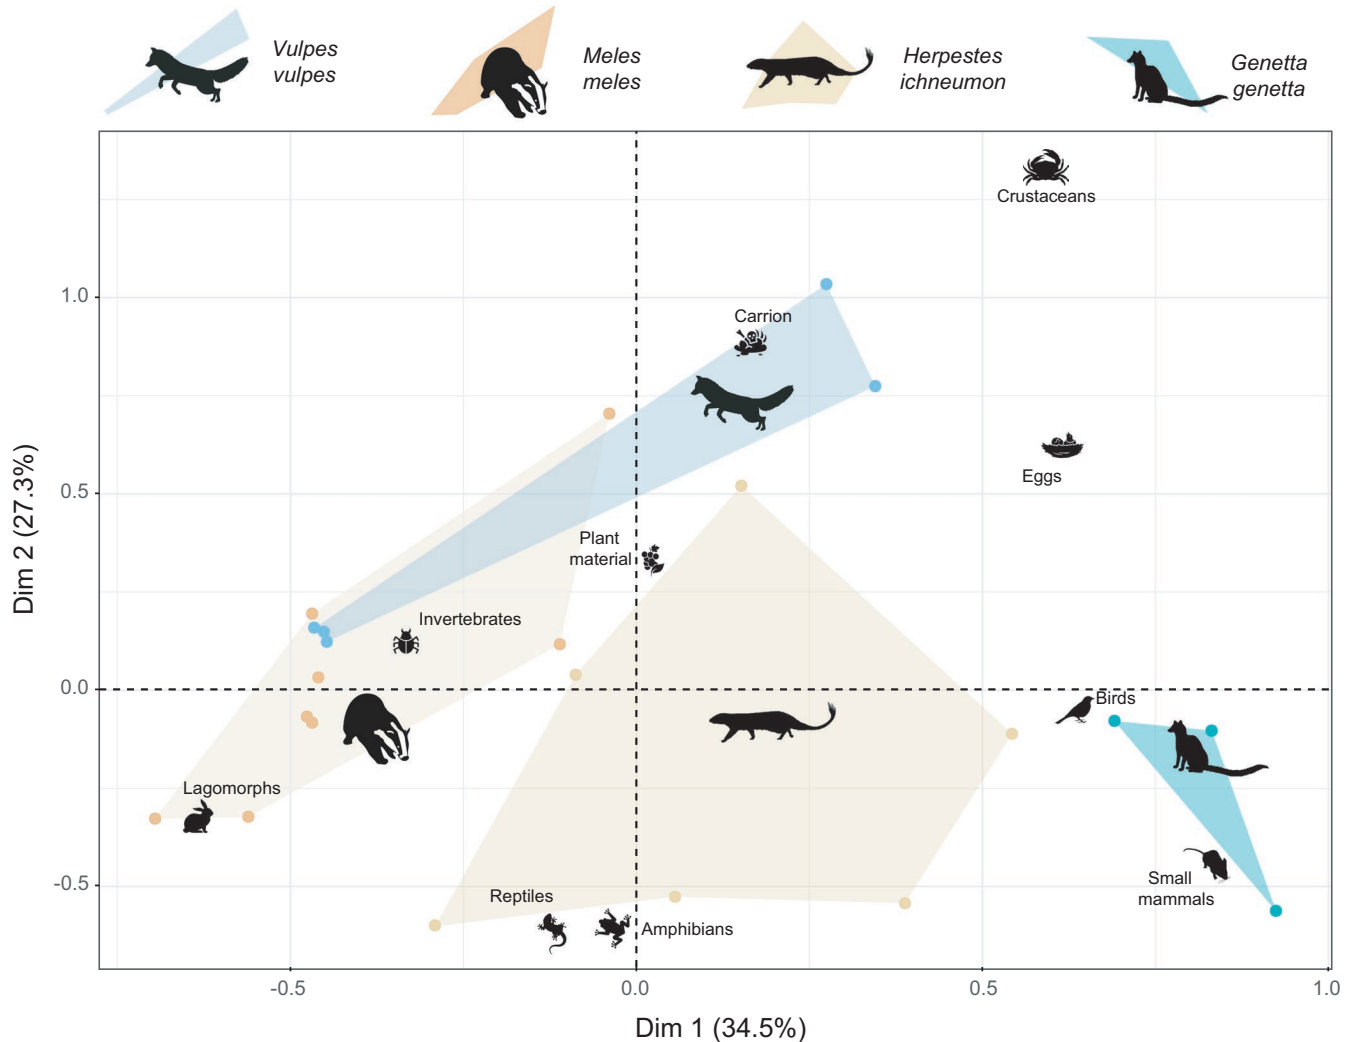 Vulpes
vulpes
Meles
meles
Herpestes
ichneumon
Genetta
genetta
Crustaceans
1.0
Carrion
0.5
Eggs
Plant
material
Invertebrates
0.0
Birds
Lagomorphs
-0.5
Reptiles
Small
mammals
Amphibians
Dim 2 (27.3%)
-0.5
0.0
0.5
1.0
Dim 1 (34.5%)